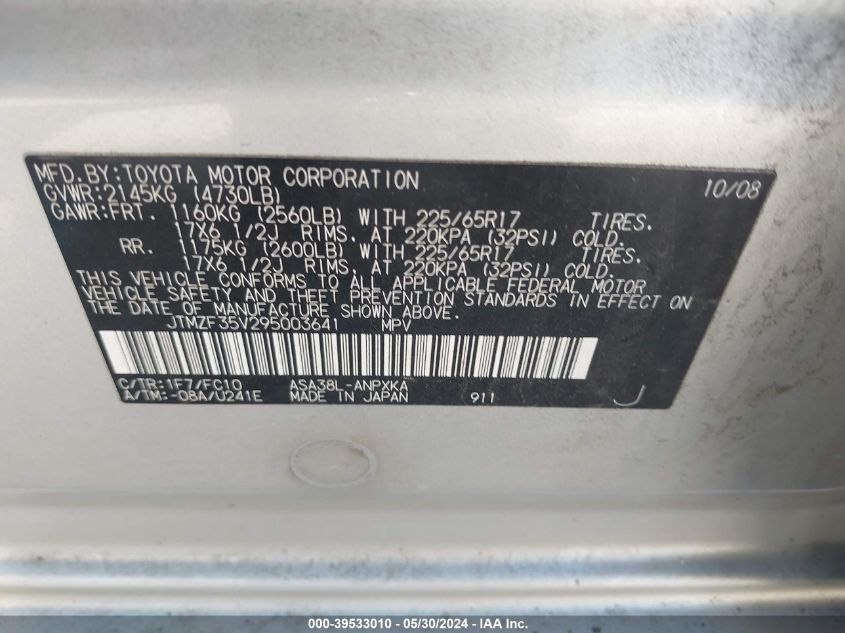 MFD.BY:TOYOTA MOTOR CORPORATION 10/08
GVWR:2145KG (4730LB)
GAWR:FRT. 1160KG (2560LB) WITH 225/65R17 TIRES.
17X6 1/2J RIMS, AT 220KPA (32PSI) COLD.
RR. 1175KG (2600LB) WITH 225/65R17 TIRES.
17X6 1/2J RIMS, AT 220KPA (32PSI) COLD.
THIS VEHICLE CONFORMS TO ALL APPLICABLE FEDERAL MOTOR
VEHICLE SAFETY AND THEFT PREVENTION STANDARDS IN EFFECT ON
THE DATE OF MANUFACTURE SHOWN ABOVE.
JTMZF35V295003641 MPV
C/TR:1F7/FC10 ASA38L-ANPXKA
A/TM:-08A/U241E MADE IN JAPAN 911 J
000-39533010 - 05/30/2024 - IAA Inc.